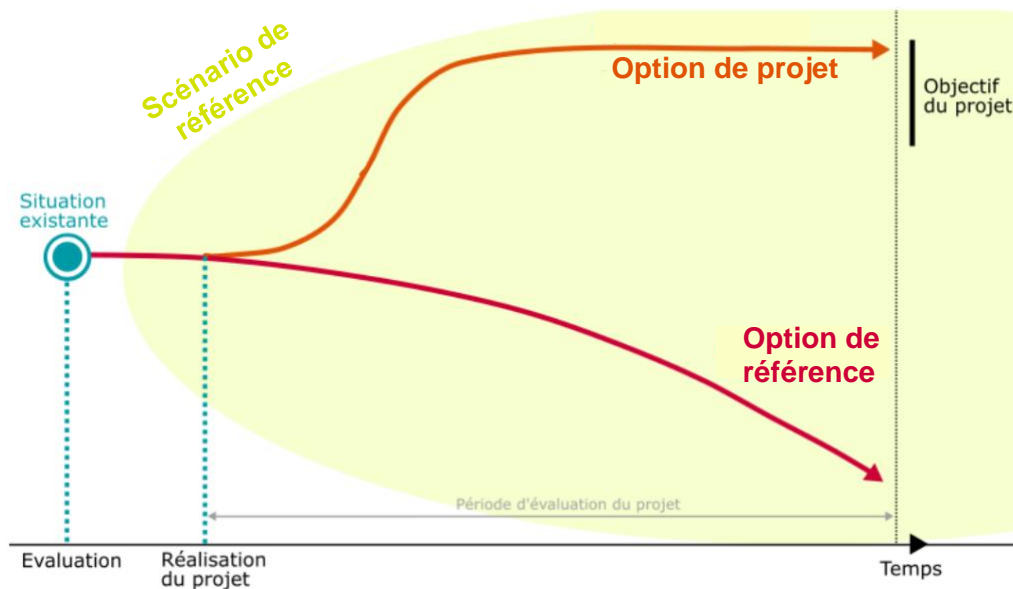 Scénario de
référence
Option de projet
Objectif
du projet
Situation
existante
Option de
référence
Période d'évaluation du projet
Evaluation
Réalisation
du projet
Temps